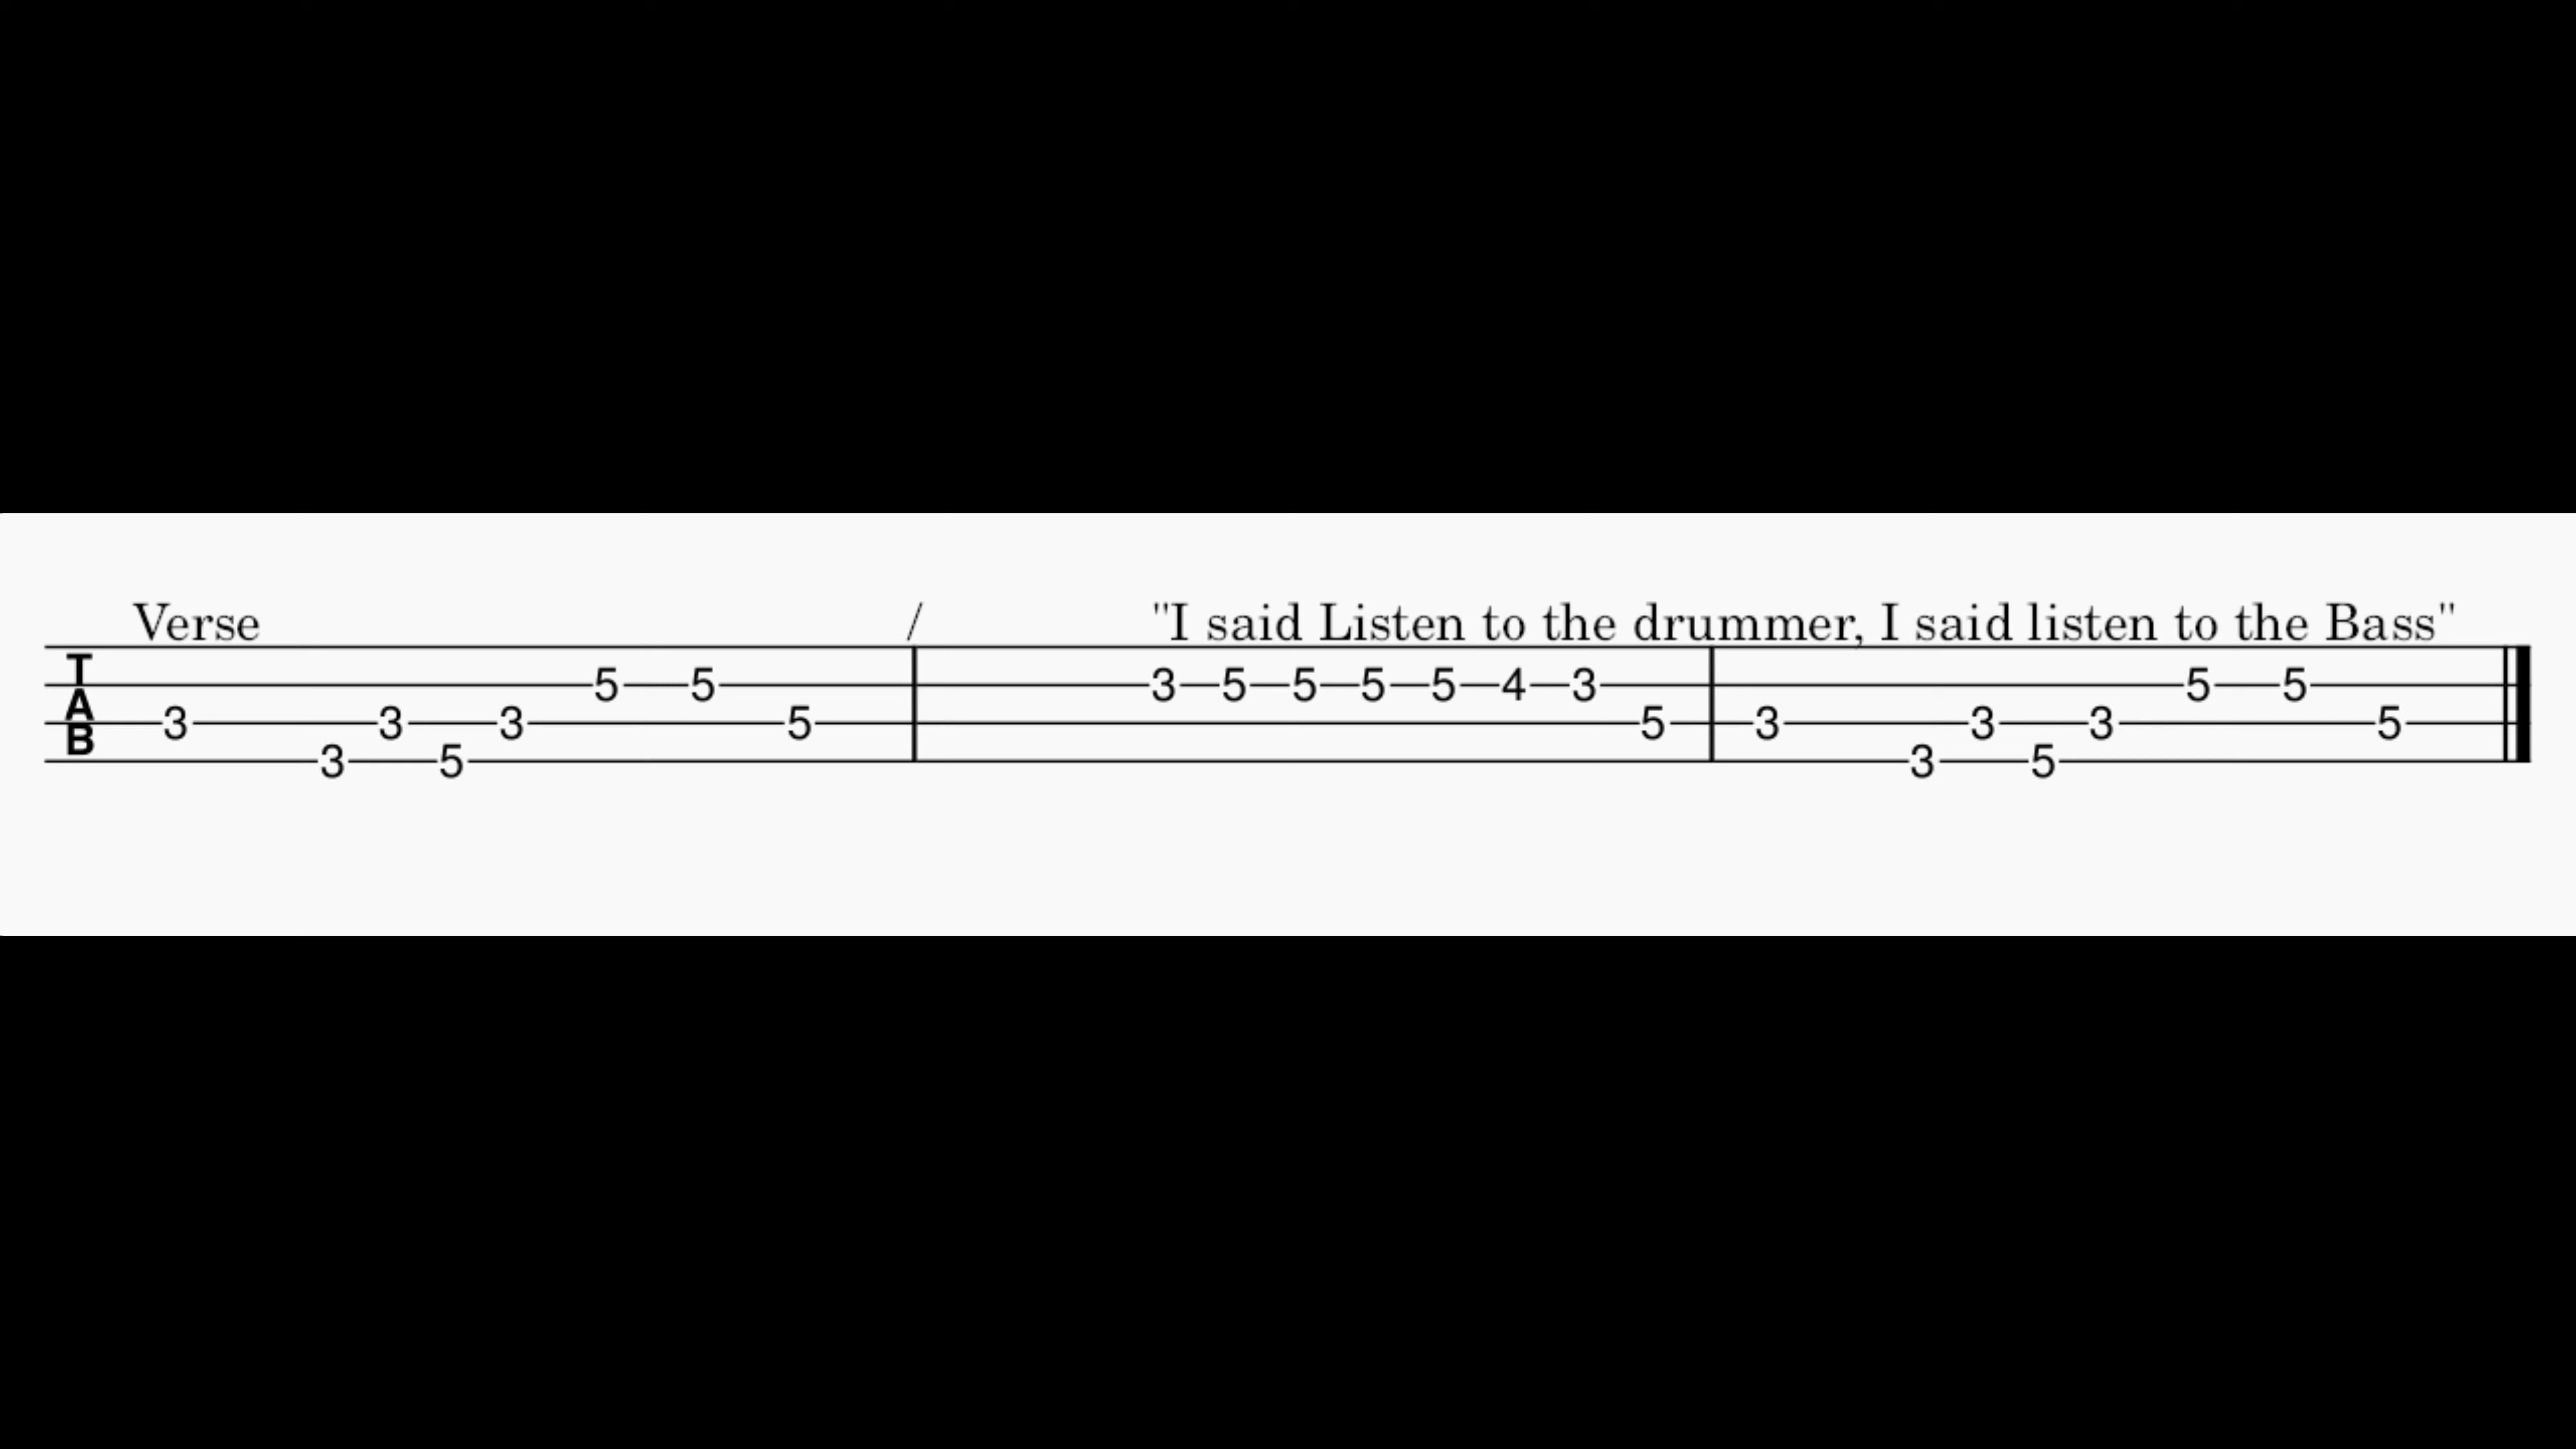 Verse / "I said Listen to the drummer, I said listen to the Bass"
T 5 5 3 5 5 5 5 4 3 5 5
A 3 3 3 5 5 3 3 3 5
B 3 5 3 5